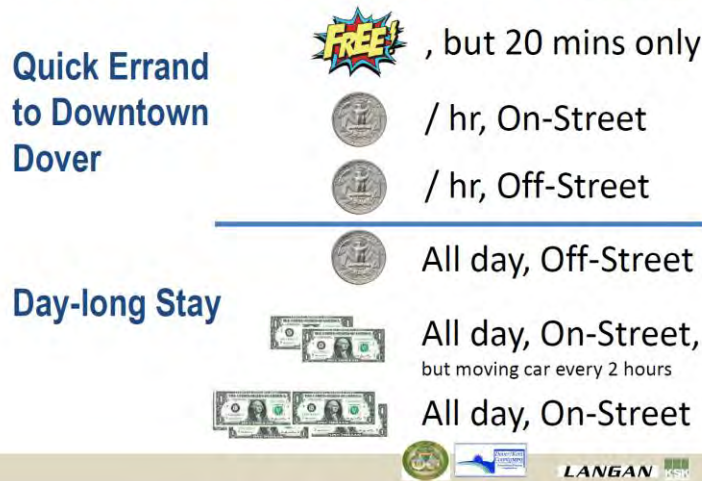 Quick Errand
to Downtown
Dover
FREE! , but 20 mins only
/ hr, On-Street
/ hr, Off-Street
Day-long Stay
All day, Off-Street
All day, On-Street,
but moving car every 2 hours
All day, On-Street
LANGAN KSK